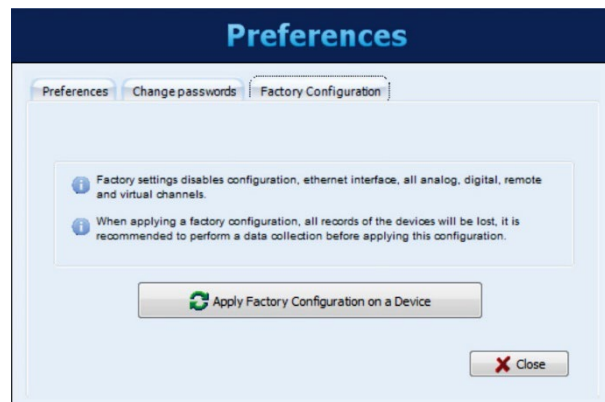 Preferences
Preferences Change passwords Factory Configuration
Factory settings disables configuration, ethernet interface, all analog, digital, remote
and virtual channels.
When applying a factory configuration, all records of the devices will be lost, it is
recommended to perform a data collection before applying this configuration.
Apply Factory Configuration on a Device
Close